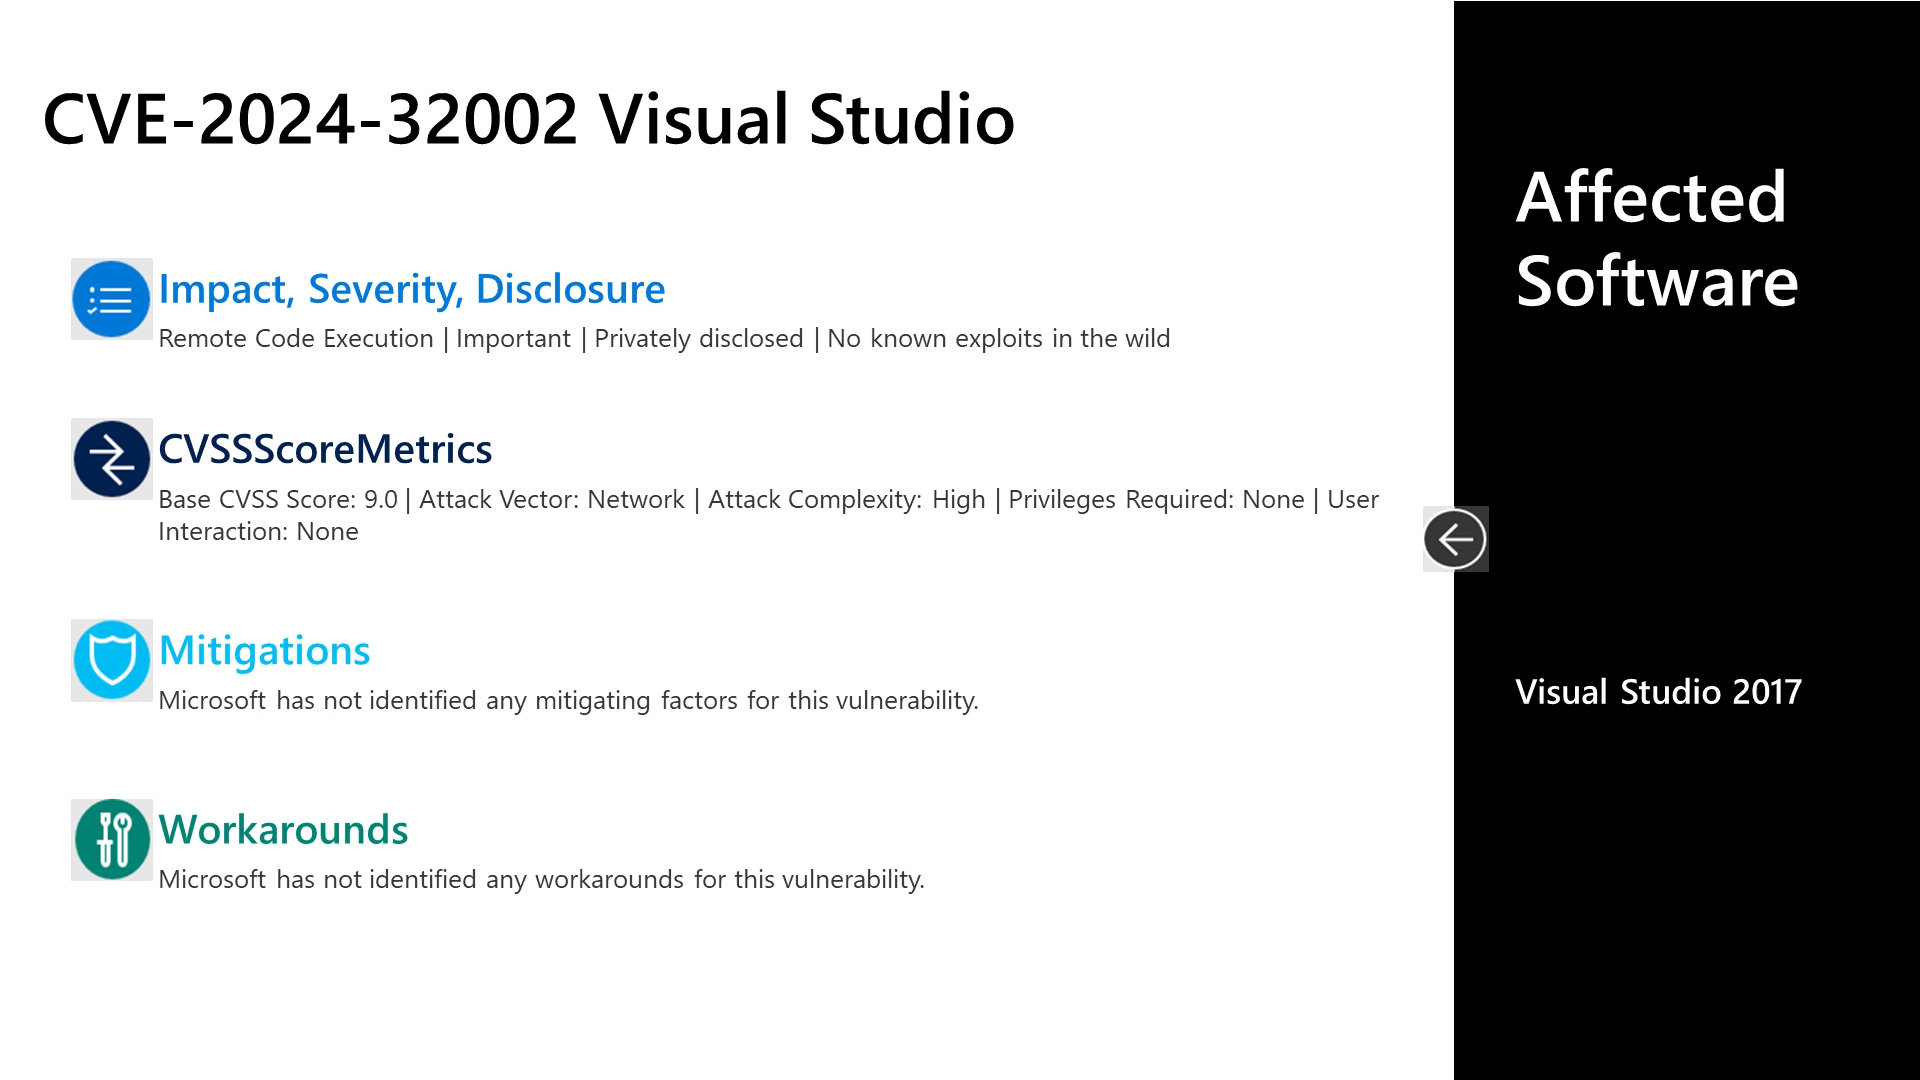 CVE-2024-32002 Visual Studio
Impact, Severity, Disclosure
Remote Code Execution | Important | Privately disclosed | No known exploits in the wild
CVSSScoreMetrics
Base CVSS Score: 9.0 | Attack Vector: Network | Attack Complexity: High | Privileges Required: None | User
Interaction: None
Mitigations
Microsoft has not identified any mitigating factors for this vulnerability.
Workarounds
Microsoft has not identified any workarounds for this vulnerability.
Affected
Software
Visual Studio 2017